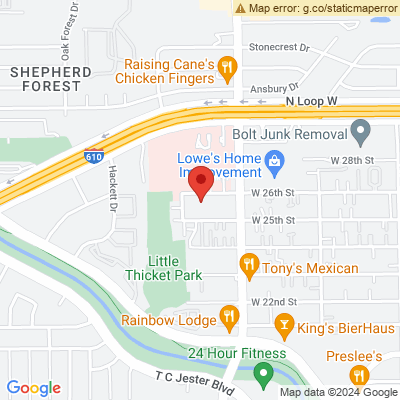 Map error: g.co/staticmaperror
Oak Forest Dr
Stonecrest Dr
Raising Cane's
Chicken Fingers
SHEPHERD
FOREST
Ansbury Dr
N Loop W
Bolt Junk Removal
610
Lowe's Home
Improvement
W 28th St
Hackett Dr
W 26th St
W 25th St
Little
Thicket Park
Tony's Mexican
W 22nd St
Rainbow Lodge
King's BierHaus
24 Hour Fitness
Preslee's
T C Jester Blvd
Google
Map data ©2024 Google